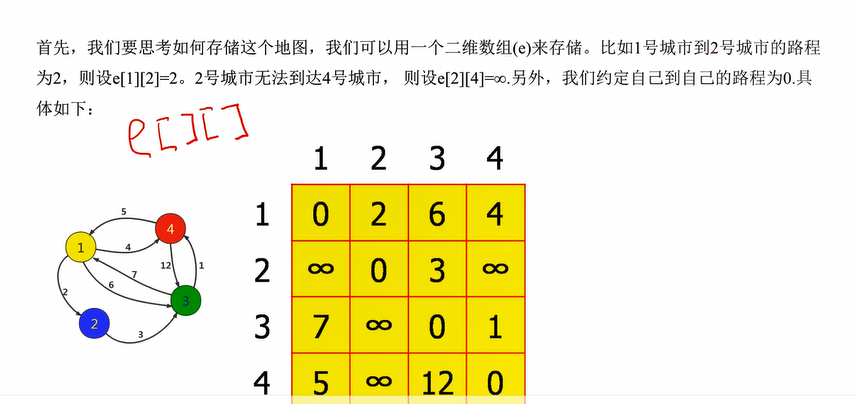 首先，我们要思考如何存储这个地图，我们可以用一个二维数组(e)来存储。比如1号城市到2号城市的路程
为2，则设e[1][2]=2。2号城市无法到达4号城市， 则设e[2][4]=∞.另外，我们约定自己到自己的路程为0.具
体如下：
e[][]
1 2 3 4
1 0 2 6 4
2 ∞ 0 3 ∞
3 7 ∞ 0 1
4 5 ∞ 12 0
5
4
1
4
12
1
7
6
3
2
2
3